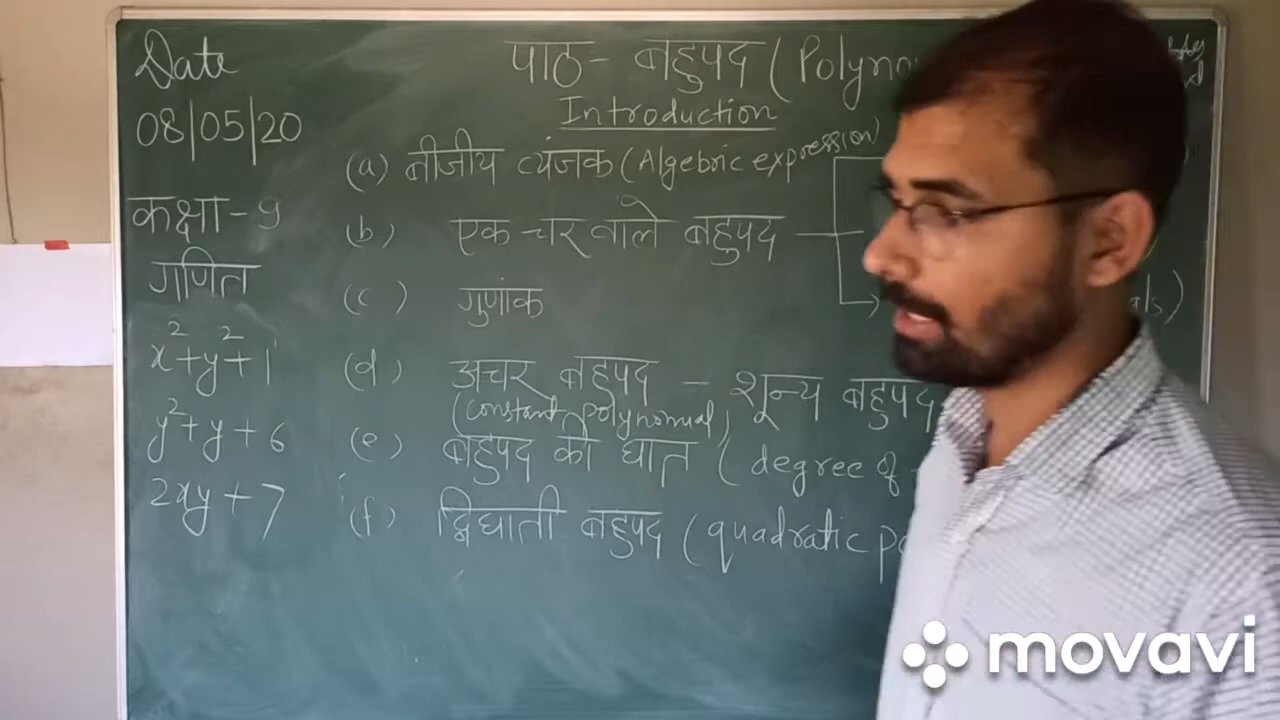 Date
08|05|20
कक्षा-9
गणित
x²+y²+1
y²+y+6
2xy+7
पाठ- बहुपद (Polyno
Introduction
(a) बीजीय व्यंजक (Algebric expression)
(b) एक चर वाले बहुपद
(c) गुणांक
(d) अचर बहुपद - शून्य बहुपद
(constant polynomial)
(e) बहुपद की घात (degree of
(f) द्विघाती बहुपद (quadratic po
als)
movavi